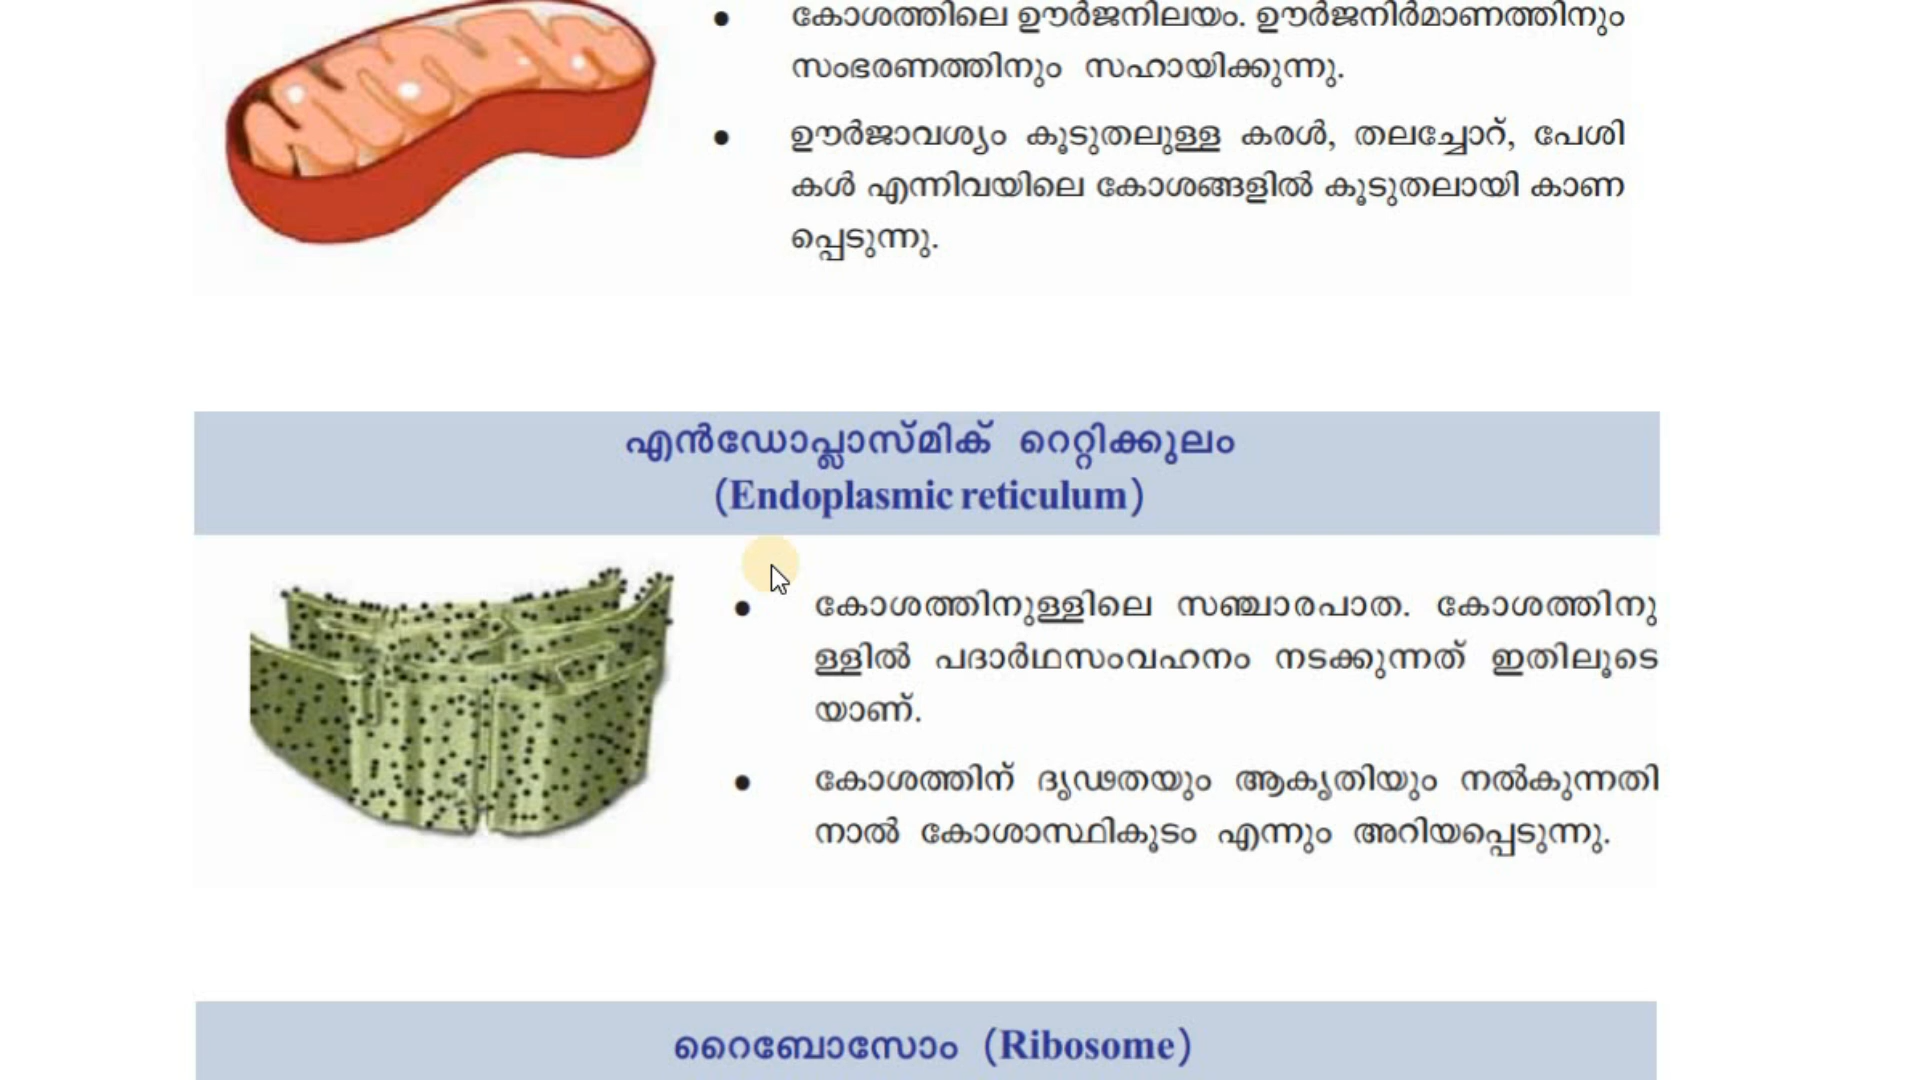 • കോശത്തിലെ ഊർജനിലയം. ഊർജനിർമാണത്തിനും
സംഭരണത്തിനും സഹായിക്കുന്നു.
• ഊർജാവശ്യം കൂടുതലുള്ള കരൾ, തലച്ചോറ്, പേശി
കൾ എന്നിവയിലെ കോശങ്ങളിൽ കൂടുതലായി കാണ
പ്പെടുന്നു.
എൻഡോപ്ലാസ്മിക് റെറ്റിക്കുലം
(Endoplasmic reticulum)
• കോശത്തിനുള്ളിലെ സഞ്ചാരപാത. കോശത്തിനു
ള്ളിൽ പദാർഥസംവഹനം നടക്കുന്നത് ഇതിലൂടെ
യാണ്.
• കോശത്തിന് ദൃഢതയും ആകൃതിയും നൽകുന്നതി
നാൽ കോശാസ്ഥികൂടം എന്നും അറിയപ്പെടുന്നു.
റൈബോസോം (Ribosome)